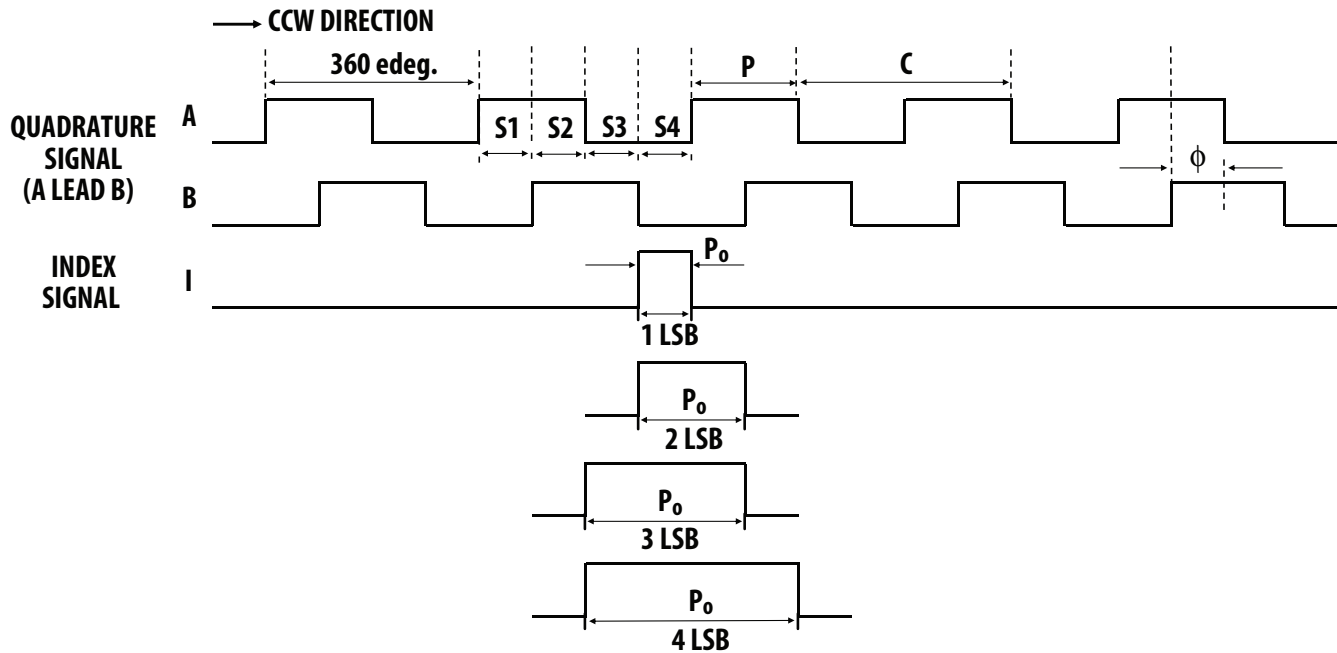 CCW DIRECTION
360 edeg.
P
C
QUADRATURE
SIGNAL
(A LEAD B)
A
S1
S2
S3
S4
ϕ
B
INDEX
SIGNAL
I
P₀
1 LSB
P₀
2 LSB
P₀
3 LSB
P₀
4 LSB